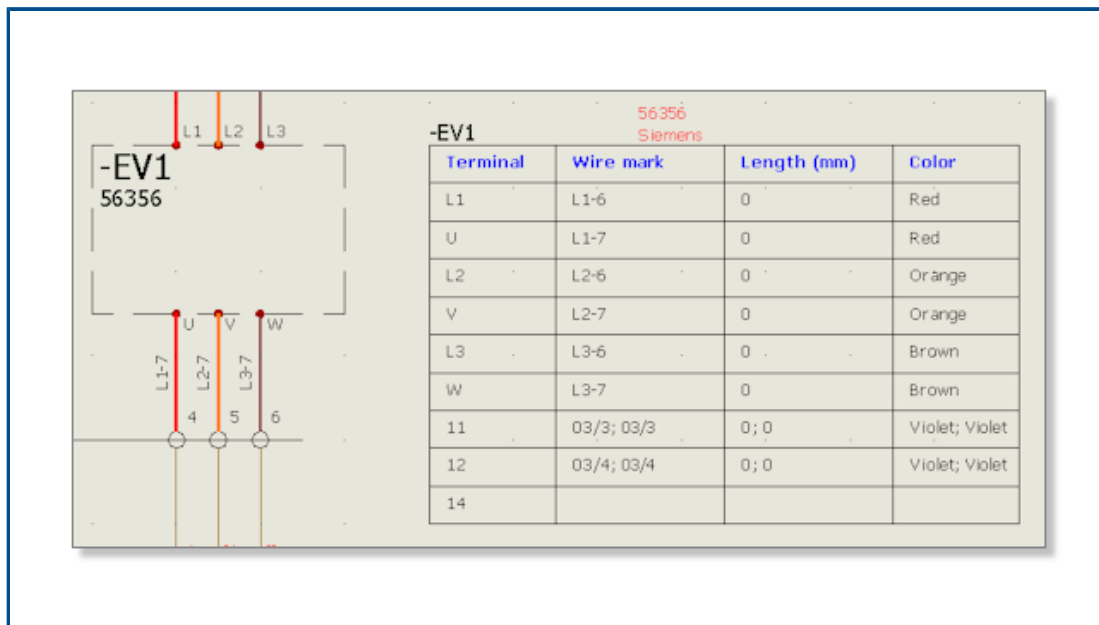 L1 L2 L3
-EV1
56356
U V W
L1-7 L2-7 L3-7
4 5 6
56356
-EV1 Siemens
Terminal Wire mark Length (mm) Color
L1 L1-6 0 Red
U L1-7 0 Red
L2 L2-6 0 Orange
V L2-7 0 Orange
L3 L3-6 0 Brown
W L3-7 0 Brown
11 03/3; 03/3 0; 0 Violet; Violet
12 03/4; 03/4 0; 0 Violet; Violet
14